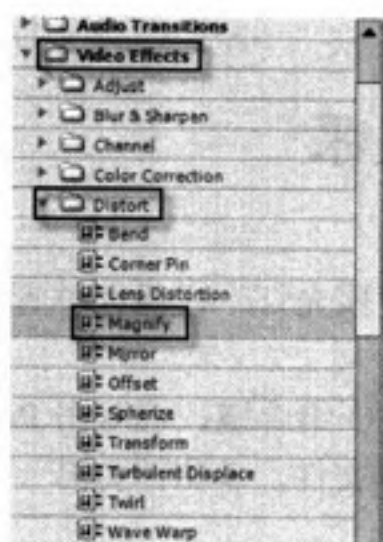 Audio Transitions
Video Effects
Adjust
Blur & Sharpen
Channel
Color Correction
Distort
Bend
Corner Pin
Lens Distortion
Magnify
Mirror
Offset
Spherize
Transform
Turbulent Displace
Twirl
Wave Warp